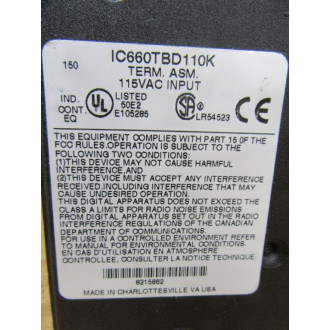 IC660TBD110K
150
TERM. ASM.
115VAC INPUT
IND. CONT EQ
UL
LISTED
50E2
E105285
SA
LR54523
CE
THIS EQUIPMENT COMPLIES WITH PART 15 OF THE
FCC RULES.OPERATION IS SUBJECT TO THE
FOLLOWING TWO CONDITIONS:
(1)THIS DEVICE MAY NOT CAUSE HARMFUL
INTERFERENCE,AND
(2)THIS DEVICE MUST ACCEPT ANY INTERFERENCE
RECEIVED,INCLUDING INTERFERENCE THAT MAY
CAUSE UNDESIRED OPERATION.
THIS DIGITAL APPARATUS DOES NOT EXCEED THE
CLASS A LIMITS FOR RADIO NOISE EMISSIONS
FROM DIGITAL APPARATUS SET OUT IN THE RADIO
INTERFERENCE REGULATIONS OF THE CANADIAN
DEPARTMENT OF COMMUNICATIONS.
FOR USE IN A CONTROLLED ENVIRONMENT REFER
TO MANUAL FOR ENVIRONMENTAL CONDITIONS.
EN CAS D'UTILISATION EN ATMOSPHERE
CONTROLLEE. CONSULTER LA NOTICE TECHNIQUE.
8215862
MADE IN CHARLOTTESVILLE VA USA